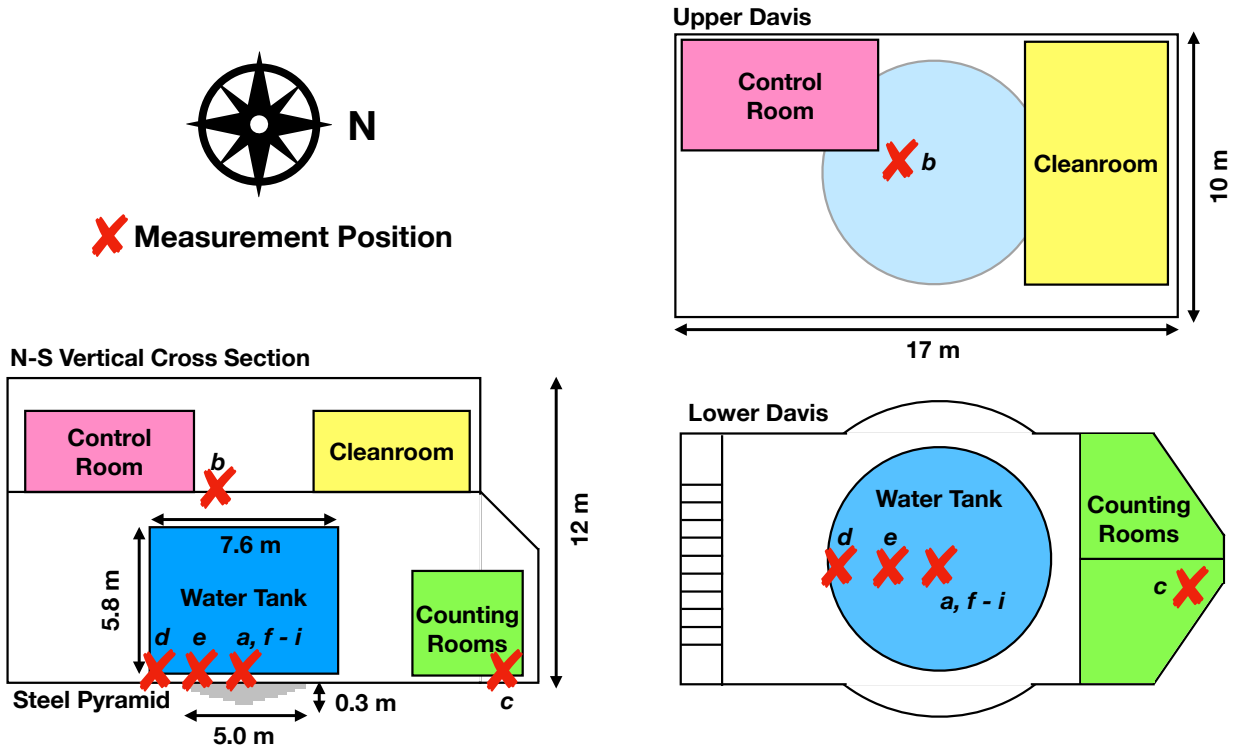 N
Measurement Position
Upper Davis
Control
Room
b
Cleanroom
10 m
17 m
N-S Vertical Cross Section
Control
Room
b
Cleanroom
12 m
7.6 m
5.8 m
Water Tank
d
e
a, f - i
Counting
Rooms
c
Steel Pyramid
0.3 m
5.0 m
Lower Davis
Water Tank
d
e
a, f - i
Counting
Rooms
c